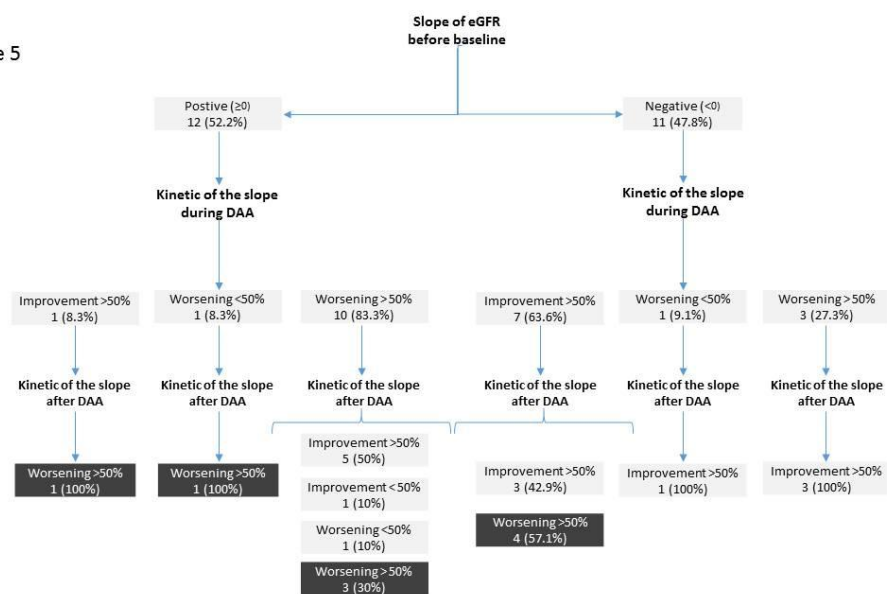 Slope of eGFR
before baseline
e 5
Postive (≥0)
12 (52.2%)
Negative (<0)
11 (47.8%)
Kinetic of the slope
during DAA
Kinetic of the slope
during DAA
Improvement >50%
1 (8.3%)
Worsening <50%
1 (8.3%)
Worsening >50%
10 (83.3%)
Improvement >50%
7 (63.6%)
Worsening <50%
1 (9.1%)
Worsening >50%
3 (27.3%)
Kinetic of the slope
after DAA
Kinetic of the slope
after DAA
Kinetic of the slope
after DAA
Kinetic of the slope
after DAA
Kinetic of the slope
after DAA
Kinetic of the slope
after DAA
Worsening >50%
1 (100%)
Worsening >50%
1 (100%)
Improvement >50%
5 (50%)
Improvement <50%
1 (10%)
Worsening <50%
1 (10%)
Worsening >50%
3 (30%)
Improvement >50%
3 (42.9%)
Worsening >50%
4 (57.1%)
Improvement >50%
1 (100%)
Improvement >50%
3 (100%)